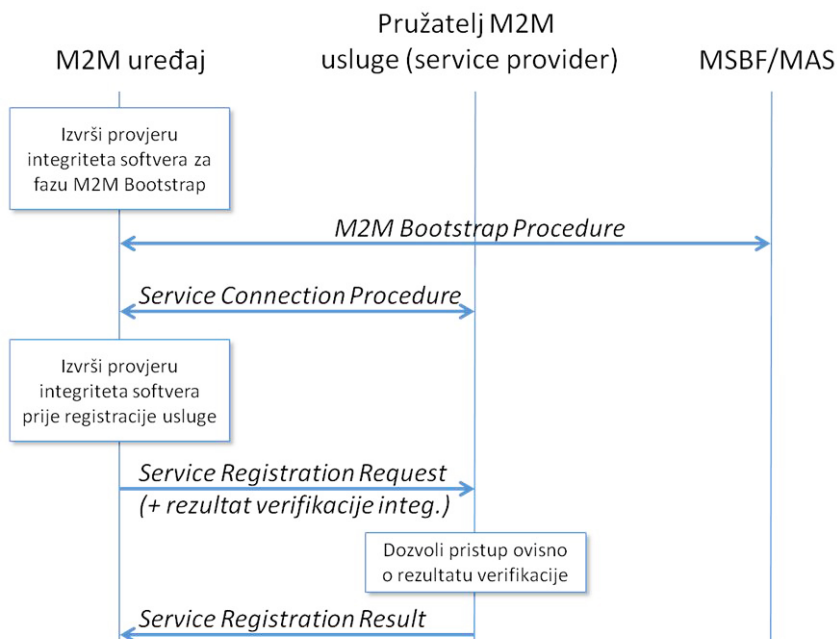 Pružatelj M2M
M2M uređaj
usluge (service provider)
MSBF/MAS
Izvrši provjeru
integriteta softvera za
fazu M2M Bootstrap
M2M Bootstrap Procedure
Service Connection Procedure
Izvrši provjeru
integriteta softvera
prije registracije usluge
Service Registration Request
(+ rezultat verifikacije integ.)
Dozvoli pristup ovisno
o rezultatu verifikacije
Service Registration Result